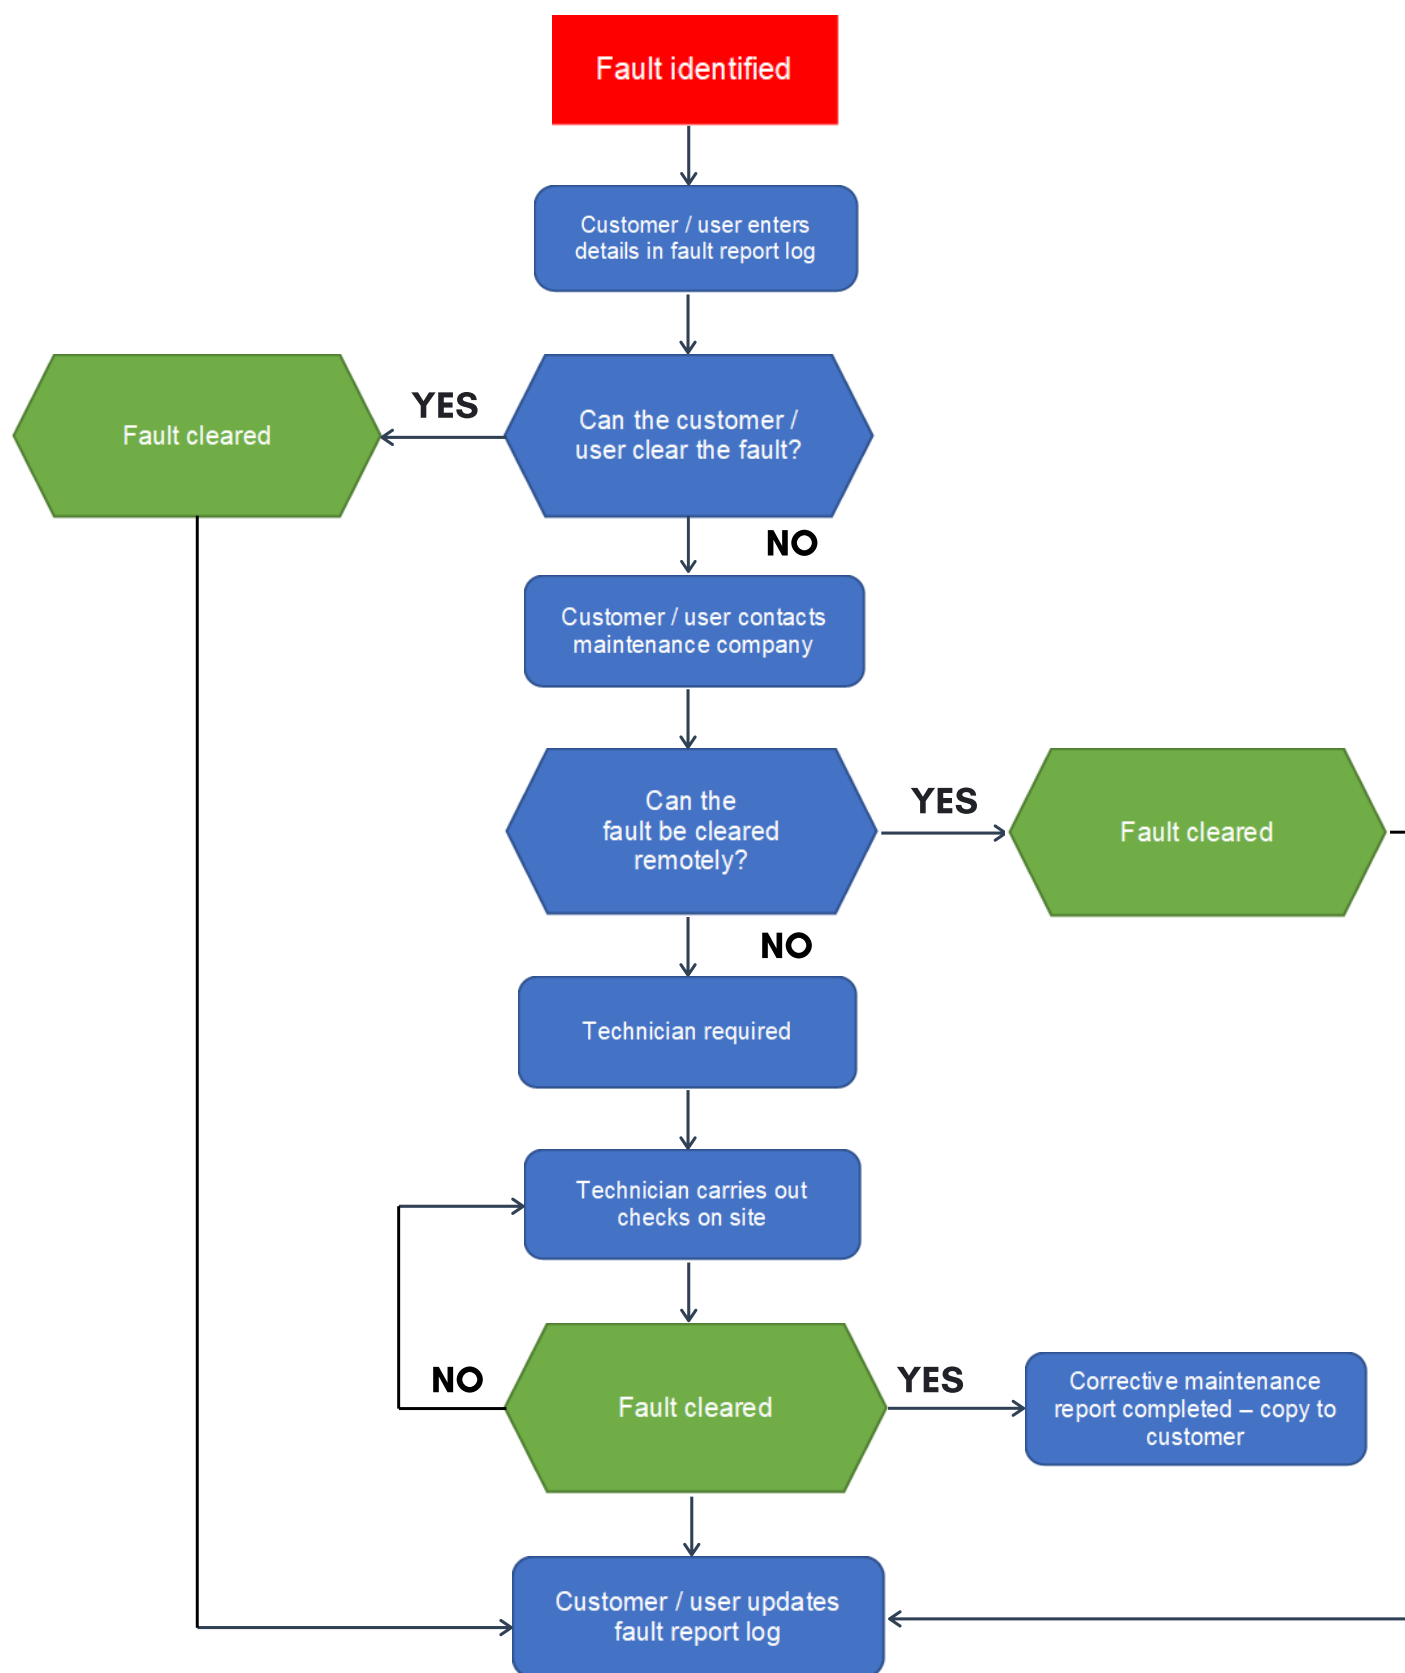 Fault identified
Customer / user enters
details in fault report log
Fault cleared
YES
Can the customer /
user clear the fault?
NO
Customer / user contacts
maintenance company
Can the
fault be cleared
remotely?
YES
Fault cleared
NO
Technician required
Technician carries out
checks on site
NO
Fault cleared
YES
Corrective maintenance
report completed – copy to
customer
Customer / user updates
fault report log